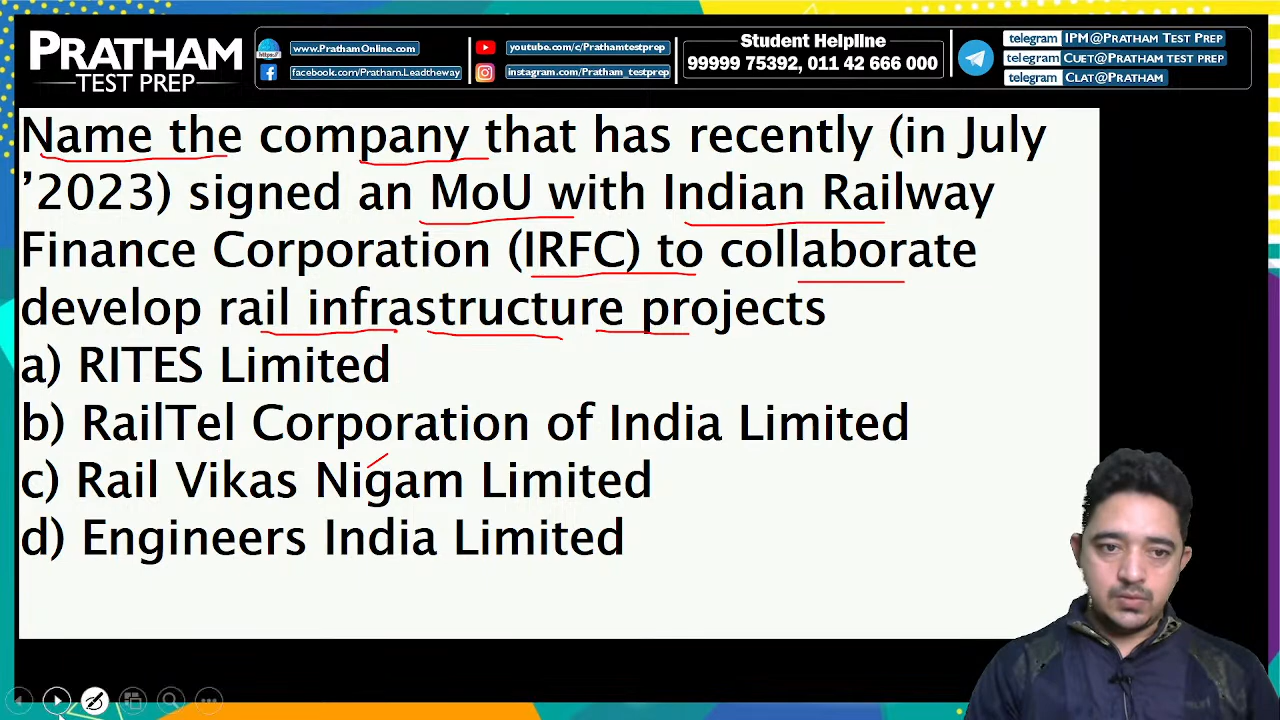 PRATHAM
TEST PREP
https://
www.PrathamOnline.com
facebook.com/Pratham.Leadtheway
youtube.com/c/Prathamtestprep
instagram.com/Pratham_testprep
Student Helpline
99999 75392, 011 42 666 000
telegram IPM@PRATHAM TEST PREP
telegram CUET@PRATHAM TEST PREP
telegram CLAT@PRATHAM
Name the company that has recently (in July
’2023) signed an MoU with Indian Railway
Finance Corporation (IRFC) to collaborate
develop rail infrastructure projects
a) RITES Limited
b) RailTel Corporation of India Limited
c) Rail Vikas Nigam Limited
d) Engineers India Limited